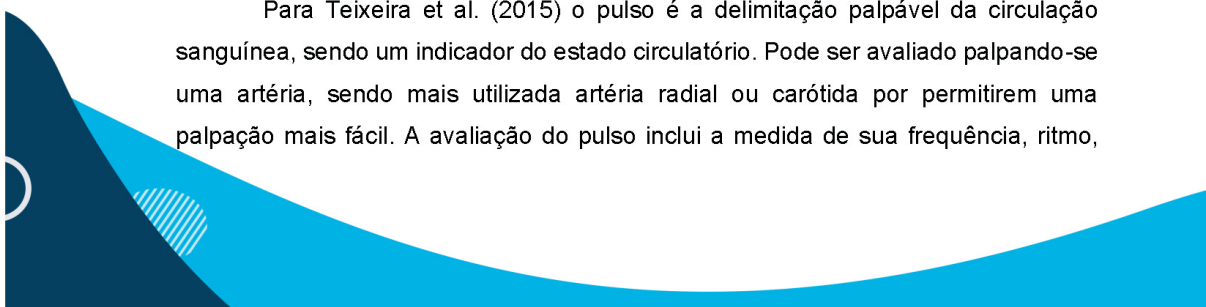 Para Teixeira et al. (2015) o pulso é a delimitação palpável da circulação
sanguínea, sendo um indicador do estado circulatório. Pode ser avaliado palpando-se
uma artéria, sendo mais utilizada artéria radial ou carótida por permitirem uma
palpação mais fácil. A avaliação do pulso inclui a medida de sua frequência, ritmo,